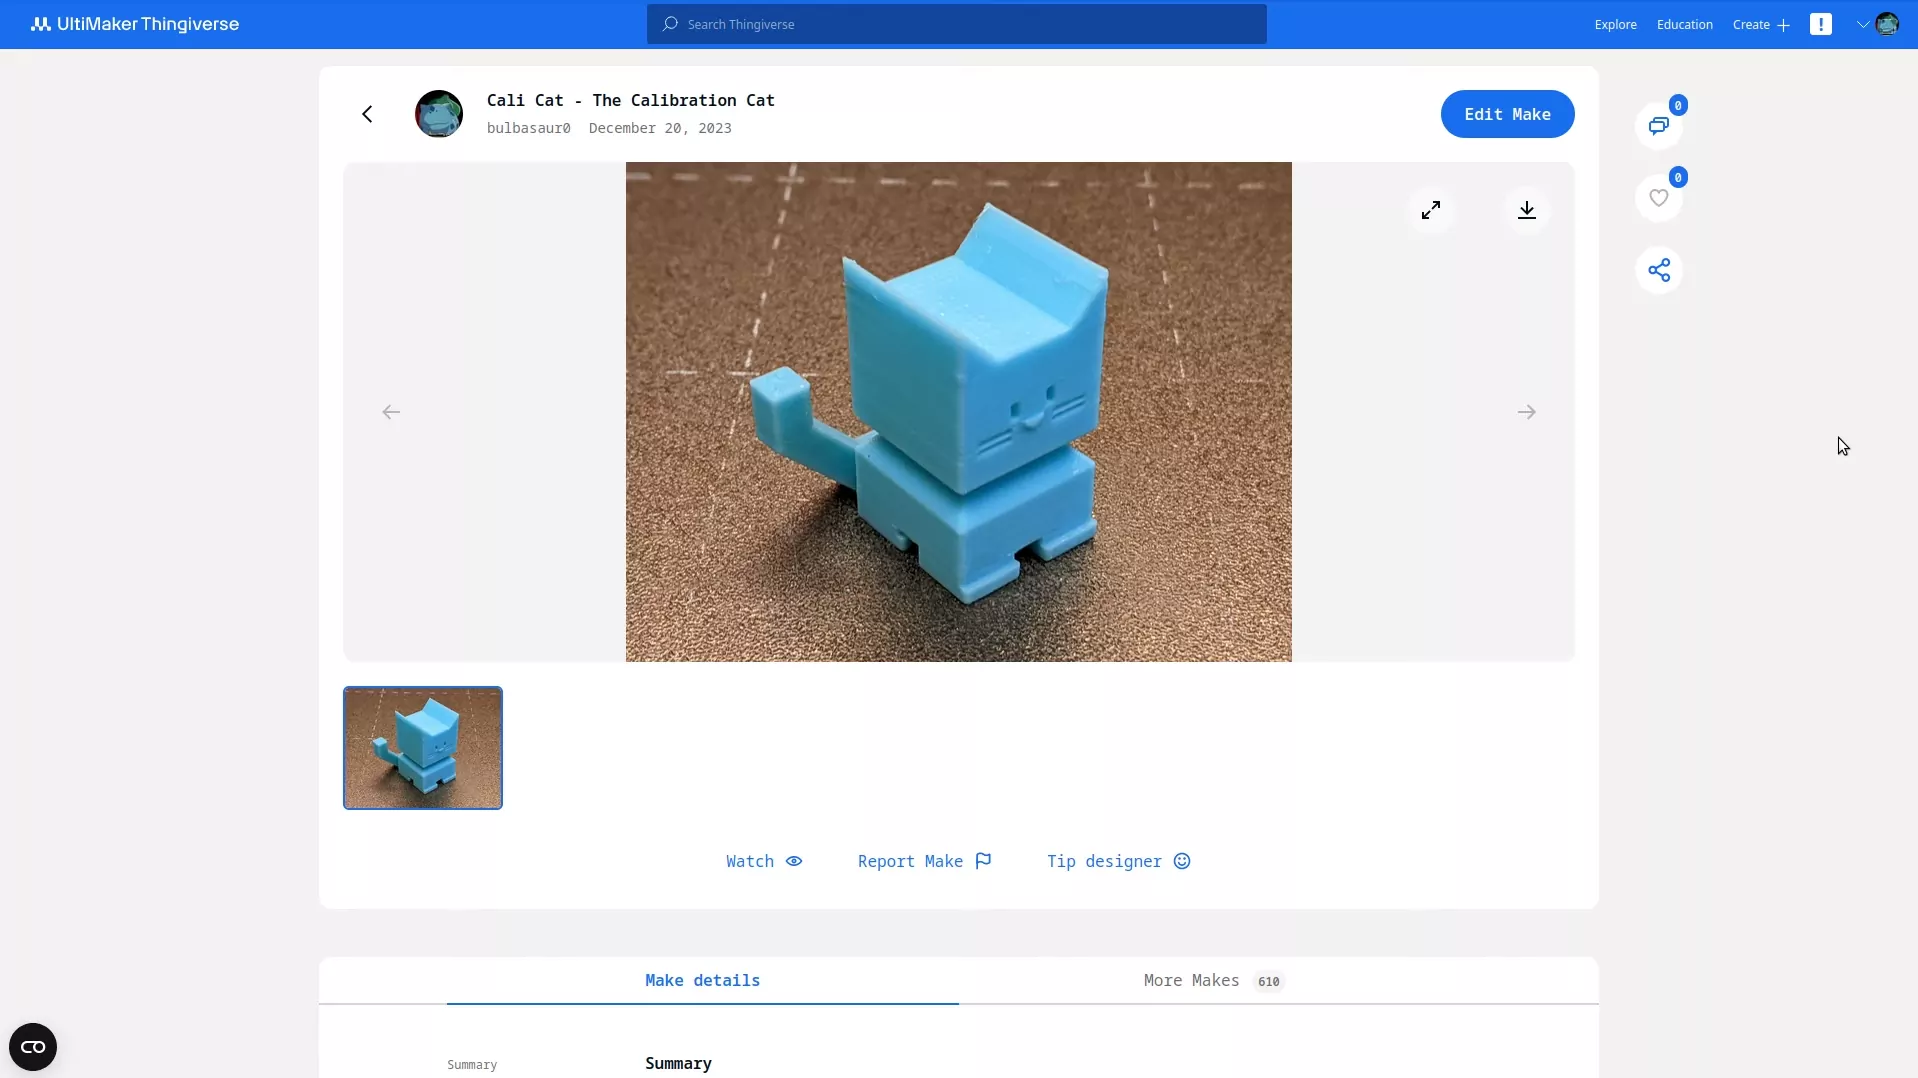 UltiMaker Thingiverse
Search Thingiverse
Explore
Education
Create
0
Cali Cat - The Calibration Cat
bulbasaur0 December 20, 2023
Edit Make
0
Watch
Report Make
Tip designer
Make details
More Makes 610
Summary
Summary